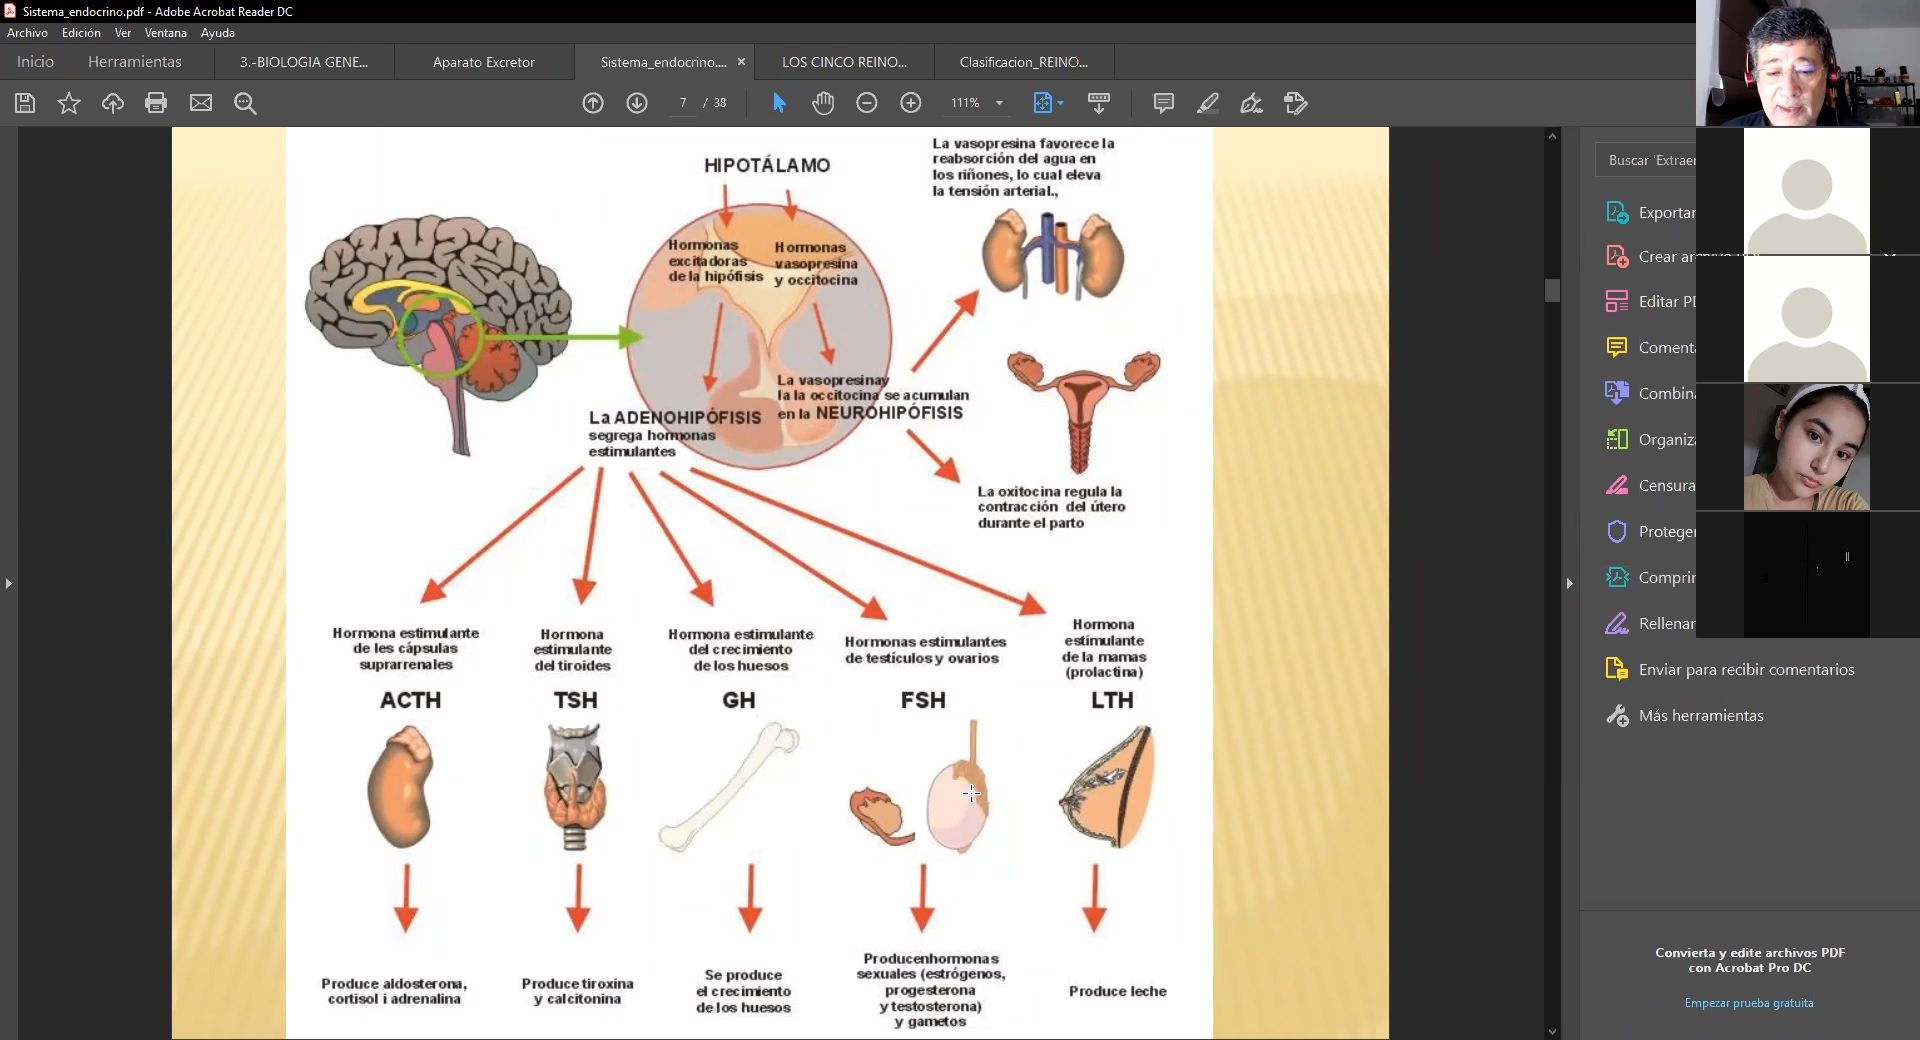 Sistema_endocrino.pdf - Adobe Acrobat Reader DC
Archivo Edición Ver Ventana Ayuda
Inicio Herramientas 3.-BIOLOGIA GENE... Aparato Excretor Sistema_endocrino.... × LOS CINCO REINO... Clasificacion_REINO...
7 / 38 111%
HIPOTÁLAMO
La vasopresina favorece la
reabsorción del agua en
los riñones, lo cual eleva
la tensión arterial.,
Hormonas
excitadoras
de la hipófisis
Hormonas
vasopresina
y occitocina
La vasopresinay
la la occitocina se acumulan
en la NEUROHIPÓFISIS
La ADENOHIPÓFISIS
segrega hormonas
estimulantes
La oxitocina regula la
contracción del útero
durante el parto
Hormona estimulante
de les cápsulas
suprarrenales
Hormona
estimulante
del tiroides
Hormona estimulante
del crecimiento
de los huesos
Hormonas estimulantes
de testículos y ovarios
Hormona
estimulante
de la mamas
(prolactina)
ACTH TSH GH FSH LTH
Produce aldosterona,
cortisol i adrenalina
Produce tiroxina
y calcitonina
Se produce
el crecimiento
de los huesos
Producenhormonas
sexuales (estrógenos,
progesterona
y testosterona)
y gametos
Produce leche
Buscar 'Extraer
Exportar
Crear
Editar
Comenta
Combina
Organiza
Censura
Proteger
Comprir
Rellenar
Enviar para recibir comentarios
Más herramientas
Convierta y edite archivos PDF
con Acrobat Pro DC
Empezar prueba gratuita